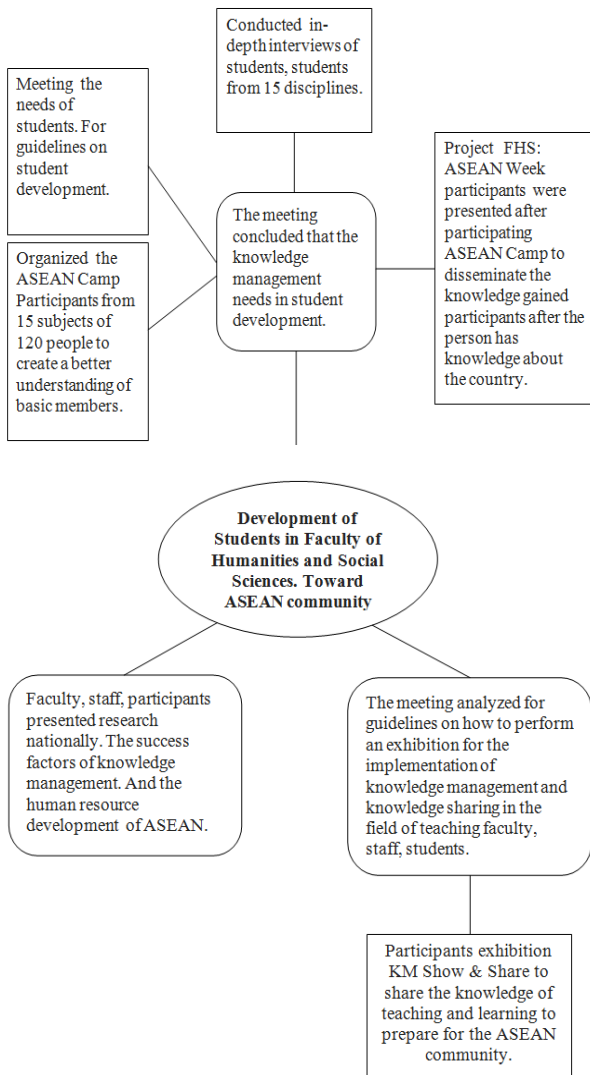 Conducted in-
depth interviews of
students, students
from 15 disciplines.
Meeting the
needs of
students. For
guidelines on
student
development.
Project FHS:
ASEAN Week
participants were
presented after
participating
ASEAN Camp to
disseminate the
knowledge gained
participants after the
person has
knowledge about
the country.
The meeting
concluded that the
knowledge
management
needs in student
development.
Organized the
ASEAN Camp
Participants from
15 subjects of
120 people to
create a better
understanding of
basic members.
Development of
Students in Faculty of
Humanities and Social
Sciences. Toward
ASEAN community
Faculty, staff, participants
presented research
nationally. The success
factors of knowledge
management. And the
human resource
development of ASEAN.
The meeting analyzed for
guidelines on how to perform
an exhibition for the
implementation of
knowledge management and
knowledge sharing in the
field of teaching faculty,
staff, students.
Participants exhibition
KM Show & Share to
share the knowledge of
teaching and learning to
prepare for the ASEAN
community.